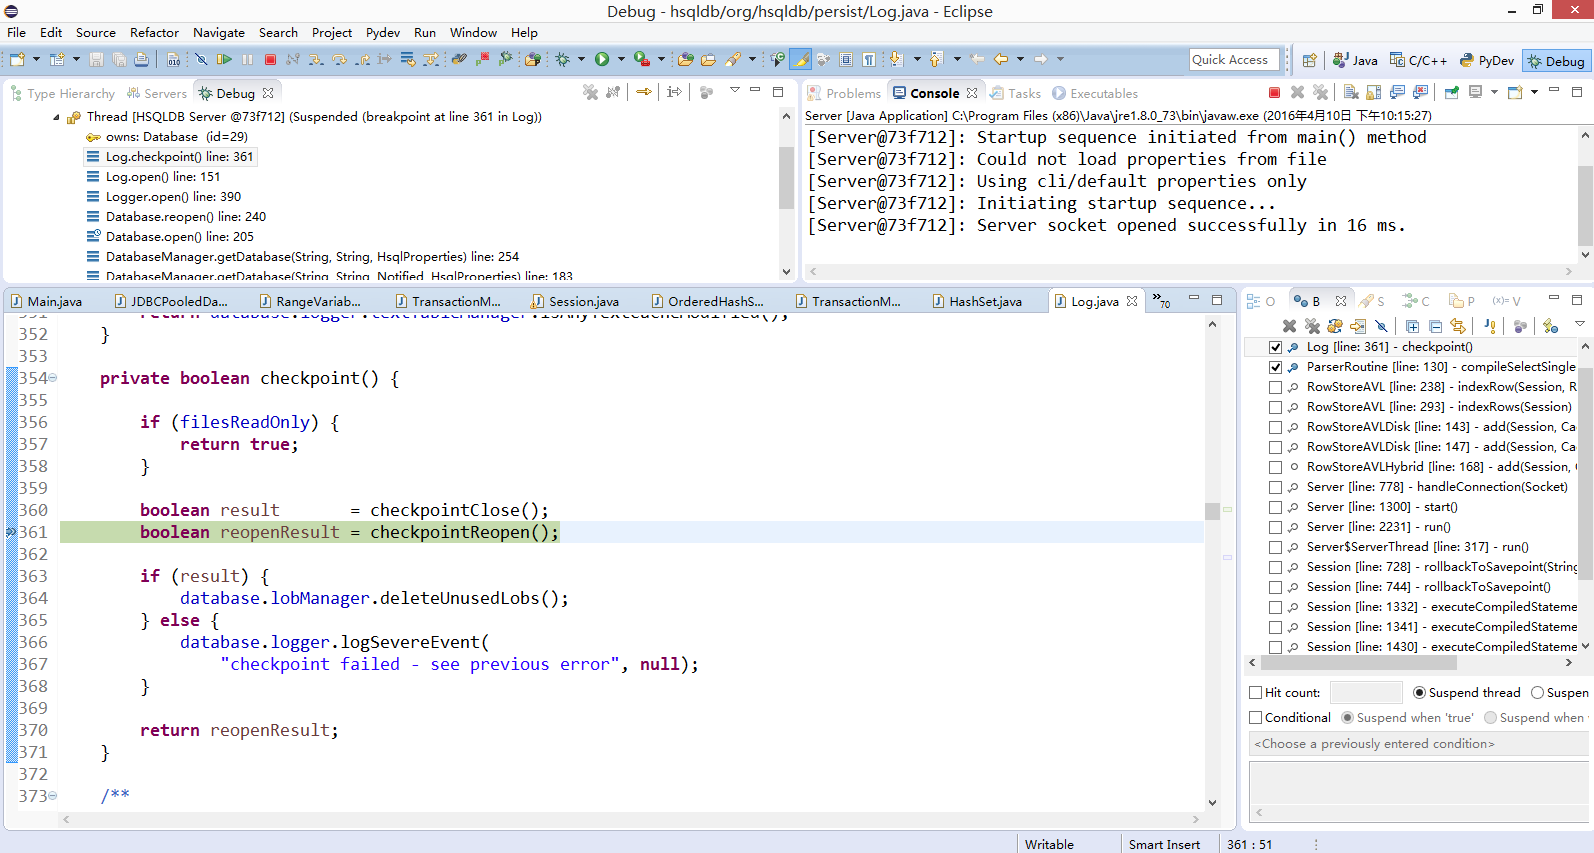 Debug - hsqldb/org/hsqldb/persist/Log.java - Eclipse
File Edit Source Refactor Navigate Search Project Pydev Run Window Help
Quick Access Java C/C++ PyDev Debug
Type Hierarchy Servers Debug
Thread [HSQLDB Server @73f712] (Suspended (breakpoint at line 361 in Log))
owns: Database (id=29)
Log.checkpoint() line: 361
Log.open() line: 151
Logger.open() line: 390
Database.reopen() line: 240
Database.open() line: 205
DatabaseManager.getDatabase(String, String, HsqlProperties) line: 254
DatabaseManager.getDatabase(String, String, Notified, HsqlProperties) line: 183
Problems Console Tasks Executables
Server [Java Application] C:\Program Files (x86)\Java\jre1.8.0_73\bin\javaw.exe (2016年4月10日 下午10:15:27)
[Server@73f712]: Startup sequence initiated from main() method
[Server@73f712]: Could not load properties from file
[Server@73f712]: Using cli/default properties only
[Server@73f712]: Initiating startup sequence...
[Server@73f712]: Server socket opened successfully in 16 ms.
Main.java JDBCPooledDa... RangeVariab... TransactionM... Session.java OrderedHashS... TransactionM... HashSet.java Log.java »70
351 return database.logger.textTableManager.isAnyTextCacheModified();
352 }
353
354 private boolean checkpoint() {
355
356 if (filesReadOnly) {
357 return true;
358 }
359
360 boolean result = checkpointClose();
361 boolean reopenResult = checkpointReopen();
362
363 if (result) {
364 database.lobManager.deleteUnusedLobs();
365 } else {
366 database.logger.logSevereEvent(
367 "checkpoint failed - see previous error", null);
368 }
369
370 return reopenResult;
371 }
372
373 /**
O B S C P (x)= V
Log [line: 361] - checkpoint()
ParserRoutine [line: 130] - compileSelectSingle
RowStoreAVL [line: 238] - indexRow(Session, R
RowStoreAVL [line: 293] - indexRows(Session)
RowStoreAVLDisk [line: 143] - add(Session, Ca
RowStoreAVLDisk [line: 147] - add(Session, Ca
RowStoreAVLHybrid [line: 168] - add(Session,
Server [line: 778] - handleConnection(Socket)
Server [line: 1300] - start()
Server [line: 2231] - run()
Server$ServerThread [line: 317] - run()
Session [line: 728] - rollbackToSavepoint(String
Session [line: 744] - rollbackToSavepoint()
Session [line: 1332] - executeCompiledStateme
Session [line: 1341] - executeCompiledStateme
Session [line: 1430] - executeCompiledStateme
Hit count: Suspend thread Suspen
Conditional Suspend when 'true' Suspend when
<Choose a previously entered condition>
Writable Smart Insert 361 : 51